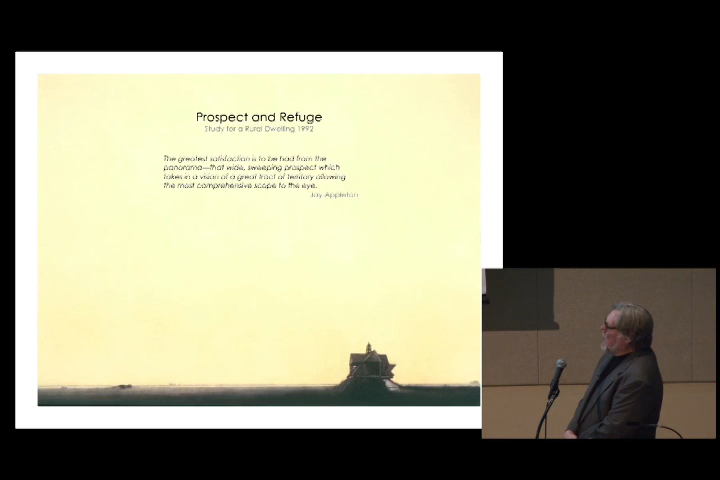 Prospect and Refuge
Study for a Rural Dwelling 1992
The greatest satisfaction is to be had from the
panorama—that wide, sweeping prospect which
takes in a vision of a great tract of territory allowing
the most comprehensive scope to the eye.
Jay Appleton